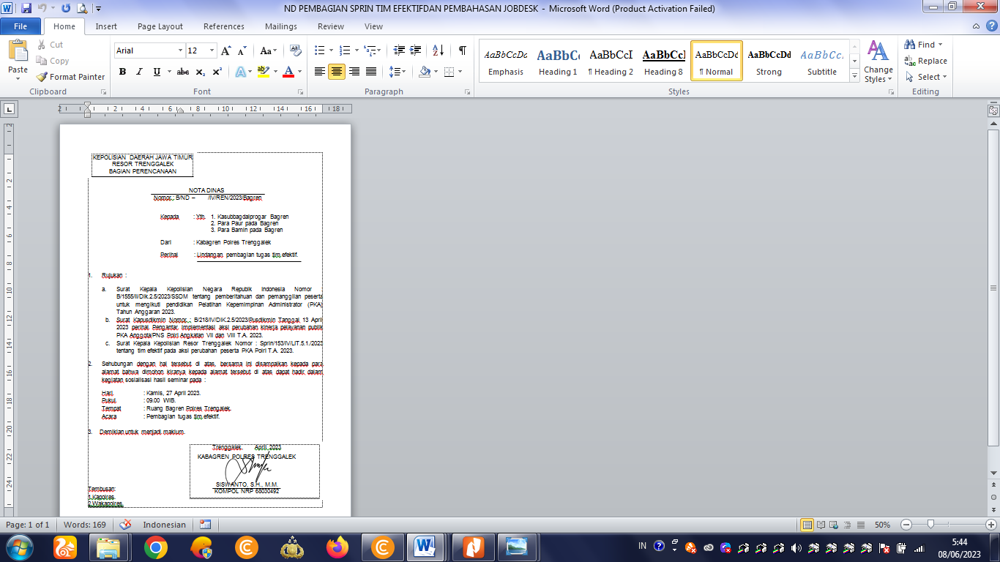 ND PEMBAGIAN SPRIN TIM EFEKTIFDAN PEMBAHASAN JOBDESK - Microsoft Word (Product Activation Failed)
File Home Insert Page Layout References Mailings Review View
Paste
Cut
Copy
Format Painter
Clipboard
Arial 12
Font
Paragraph
AaBbCcDc AaBbCc AaBbCcI AaBbCcI AaBbCcDd AaBbCcDd AaBbCcDd
Emphasis Heading 1 ¶ Heading 2 Heading 8 ¶ Normal Strong Subtitle
Change Styles
Styles
Find
Replace
Select
Editing
2 2 4 6 8 10 12 14 16 18
KEPOLISIAN DAERAH JAWA TIMUR
RESOR TRENGGALEK
BAGIAN PERENCANAAN
NOTA DINAS
Nomor : B/ND – /IV/REN/2023/Bagren
Kepada : Yth. 1. Kasubbagdalprogar Bagren
2. Para Paur pada Bagren
3. Para Bamin pada Bagren
Dari : Kabagren Polres Trenggalek
Perihal : Undangan pembagian tugas tim efektif.
1. Rujukan :
a. Surat Kepala Kepolisian Negara Republik Indonesia Nomor
B/1555/II/Dik.2.5/2023/SSDM tentang pemberitahuan dan pemanggilan peserta
untuk mengikuti pendidikan Pelatihan Kepemimpinan Administrator (PKA)
Tahun Anggaran 2023.
b. Surat Kapusdikmin Nomor : B/218/IV/DIK.2.5/2023/Pusdikmin Tanggal 13 April
2023 perihal Pengantar Implementasi aksi perubahan kinerja pelayanan publik
PKA Anggota/PNS Polri Angkatan VII dan VIII T.A. 2023.
c. Surat Kepala Kepolisian Resor Trenggalek Nomor : Sprin/153/IV/LIT.5.1./2023
tentang tim efektif pada aksi perubahan peserta PKA Polri T.A. 2023.
2. Sehubungan dengan hal tersebut di atas, bersama ini disampaikan kepada para
alamat bahwa dimohon kiranya kepada alamat tersebut di atas dapat hadir dalam
kegiatan sosialisasi hasil seminar pada :
Hari : Kamis, 27 April 2023.
Pukul : 09.00 WIB.
Tempat : Ruang Bagren Polres Trengalek.
Acara : Pembagian tugas tim efektif.
3. Demikian untuk menjadi maklum.
Trenggalek, April 2023
KABAGREN POLRES TRENGGALEK
SISWANTO, S.H., M.M.
KOMPOL NRP 68030492
Tembusan:
1.Kapolres.
2.Wakapolres.
Page: 1 of 1 Words: 169 Indonesian 50%
IN 5:44
08/06/2023